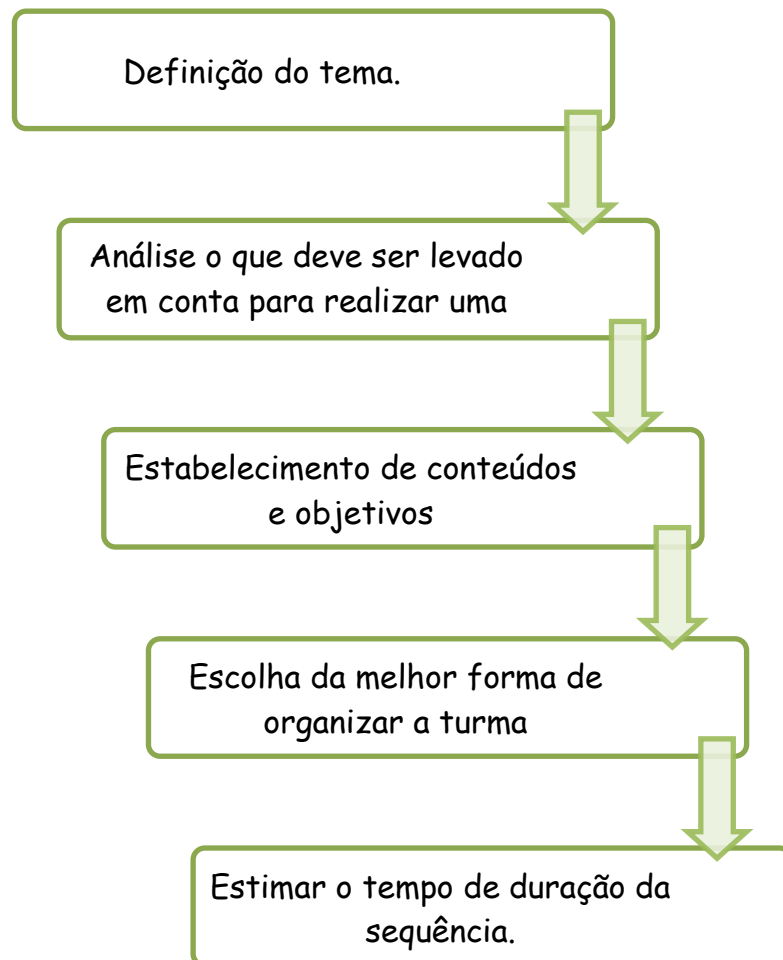 Definição do tema.
Análise o que deve ser levado
em conta para realizar uma
Estabelecimento de conteúdos
e objetivos
Escolha da melhor forma de
organizar a turma
Estimar o tempo de duração da
sequência.